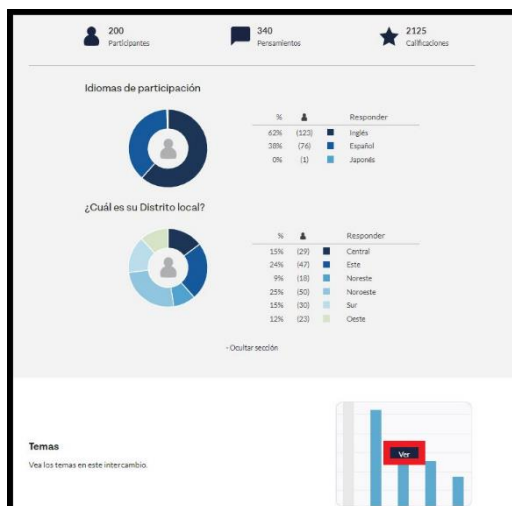 200
Participantes
340
Pensamientos
2125
Calificaciones
Idiomas de participación
% Responder
62% (123) Inglés
38% (76) Español
0% (1) Japonés
¿Cuál es su Distrito local?
% Responder
15% (29) Central
24% (47) Este
9% (18) Noreste
25% (50) Noroeste
15% (30) Sur
12% (23) Oeste
- Ocultar sección
Temas
Vea los temas en este intercambio.
Ver